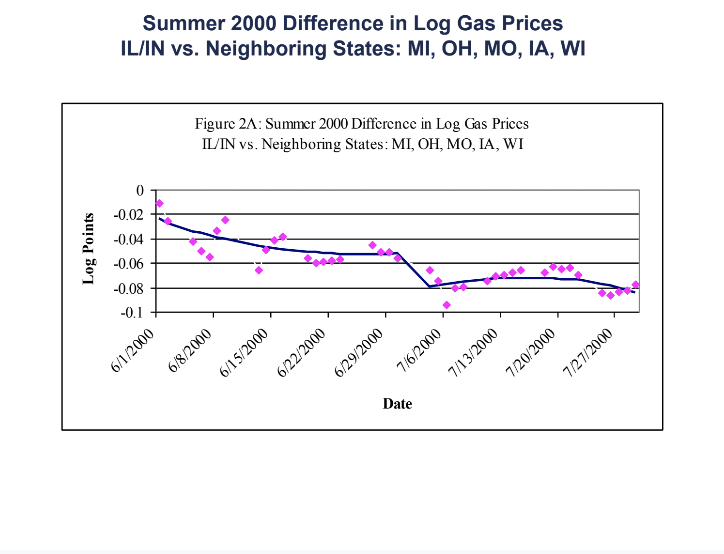 Summer 2000 Difference in Log Gas Prices
IL/IN vs. Neighboring States: MI, OH, MO, IA, WI
Figure 2A: Summer 2000 Difference in Log Gas Prices
IL/IN vs. Neighboring States: MI, OH, MO, IA, WI
Log Points
0
-0.02
-0.04
-0.06
-0.08
-0.1
6/1/2000
6/8/2000
6/15/2000
6/22/2000
6/29/2000
7/6/2000
7/13/2000
7/20/2000
7/27/2000
Date